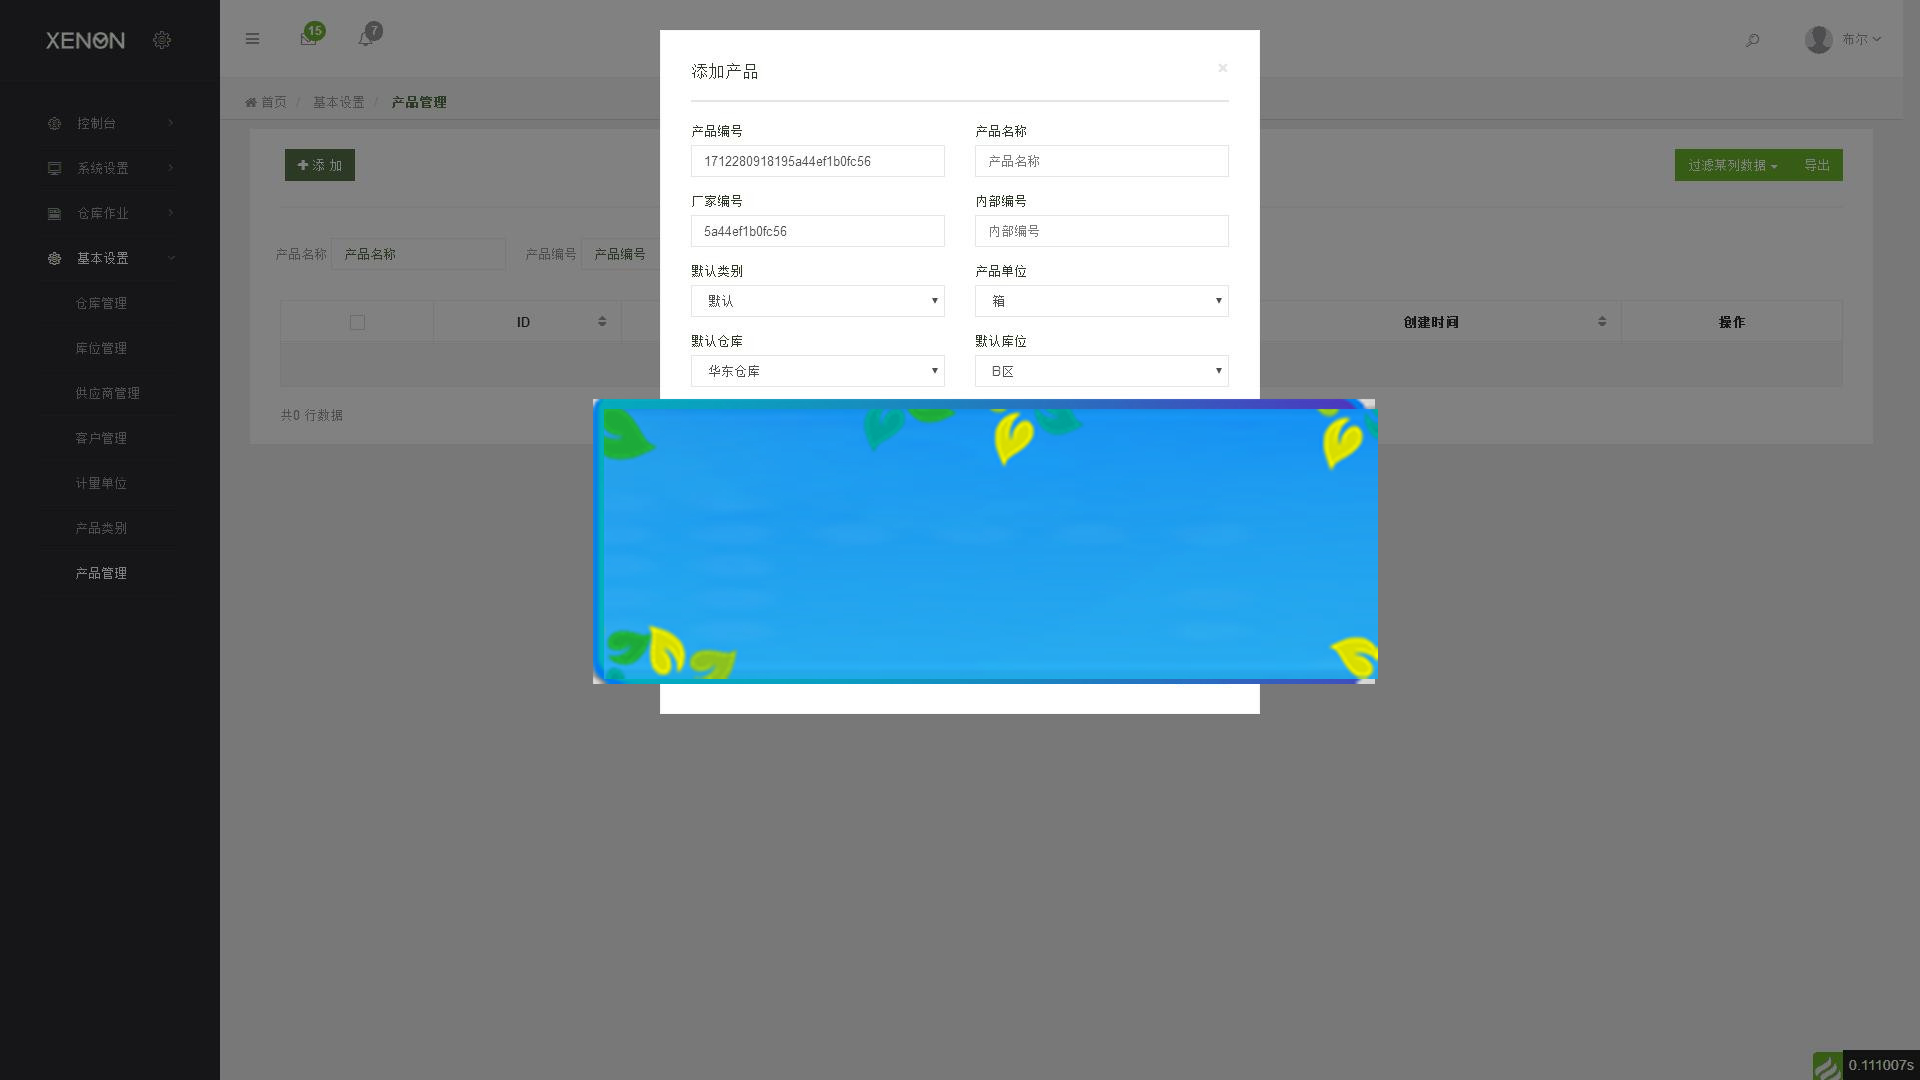 XENON
15
7
布尔
首页 / 基本设置 / 产品管理
控制台
系统设置
仓库作业
基本设置
仓库管理
库位管理
供应商管理
客户管理
计量单位
产品类别
产品管理
添 加
过滤某列数据
导出
产品名称 产品名称
产品编号 产品编号
ID
创建时间
操作
共0 行数据
添加产品
×
产品编号
产品名称
1712280918195a44ef1b0fc56
产品名称
厂家编号
内部编号
5a44ef1b0fc56
内部编号
默认类别
产品单位
默认
箱
默认仓库
默认库位
华东仓库
B区
0.111007s